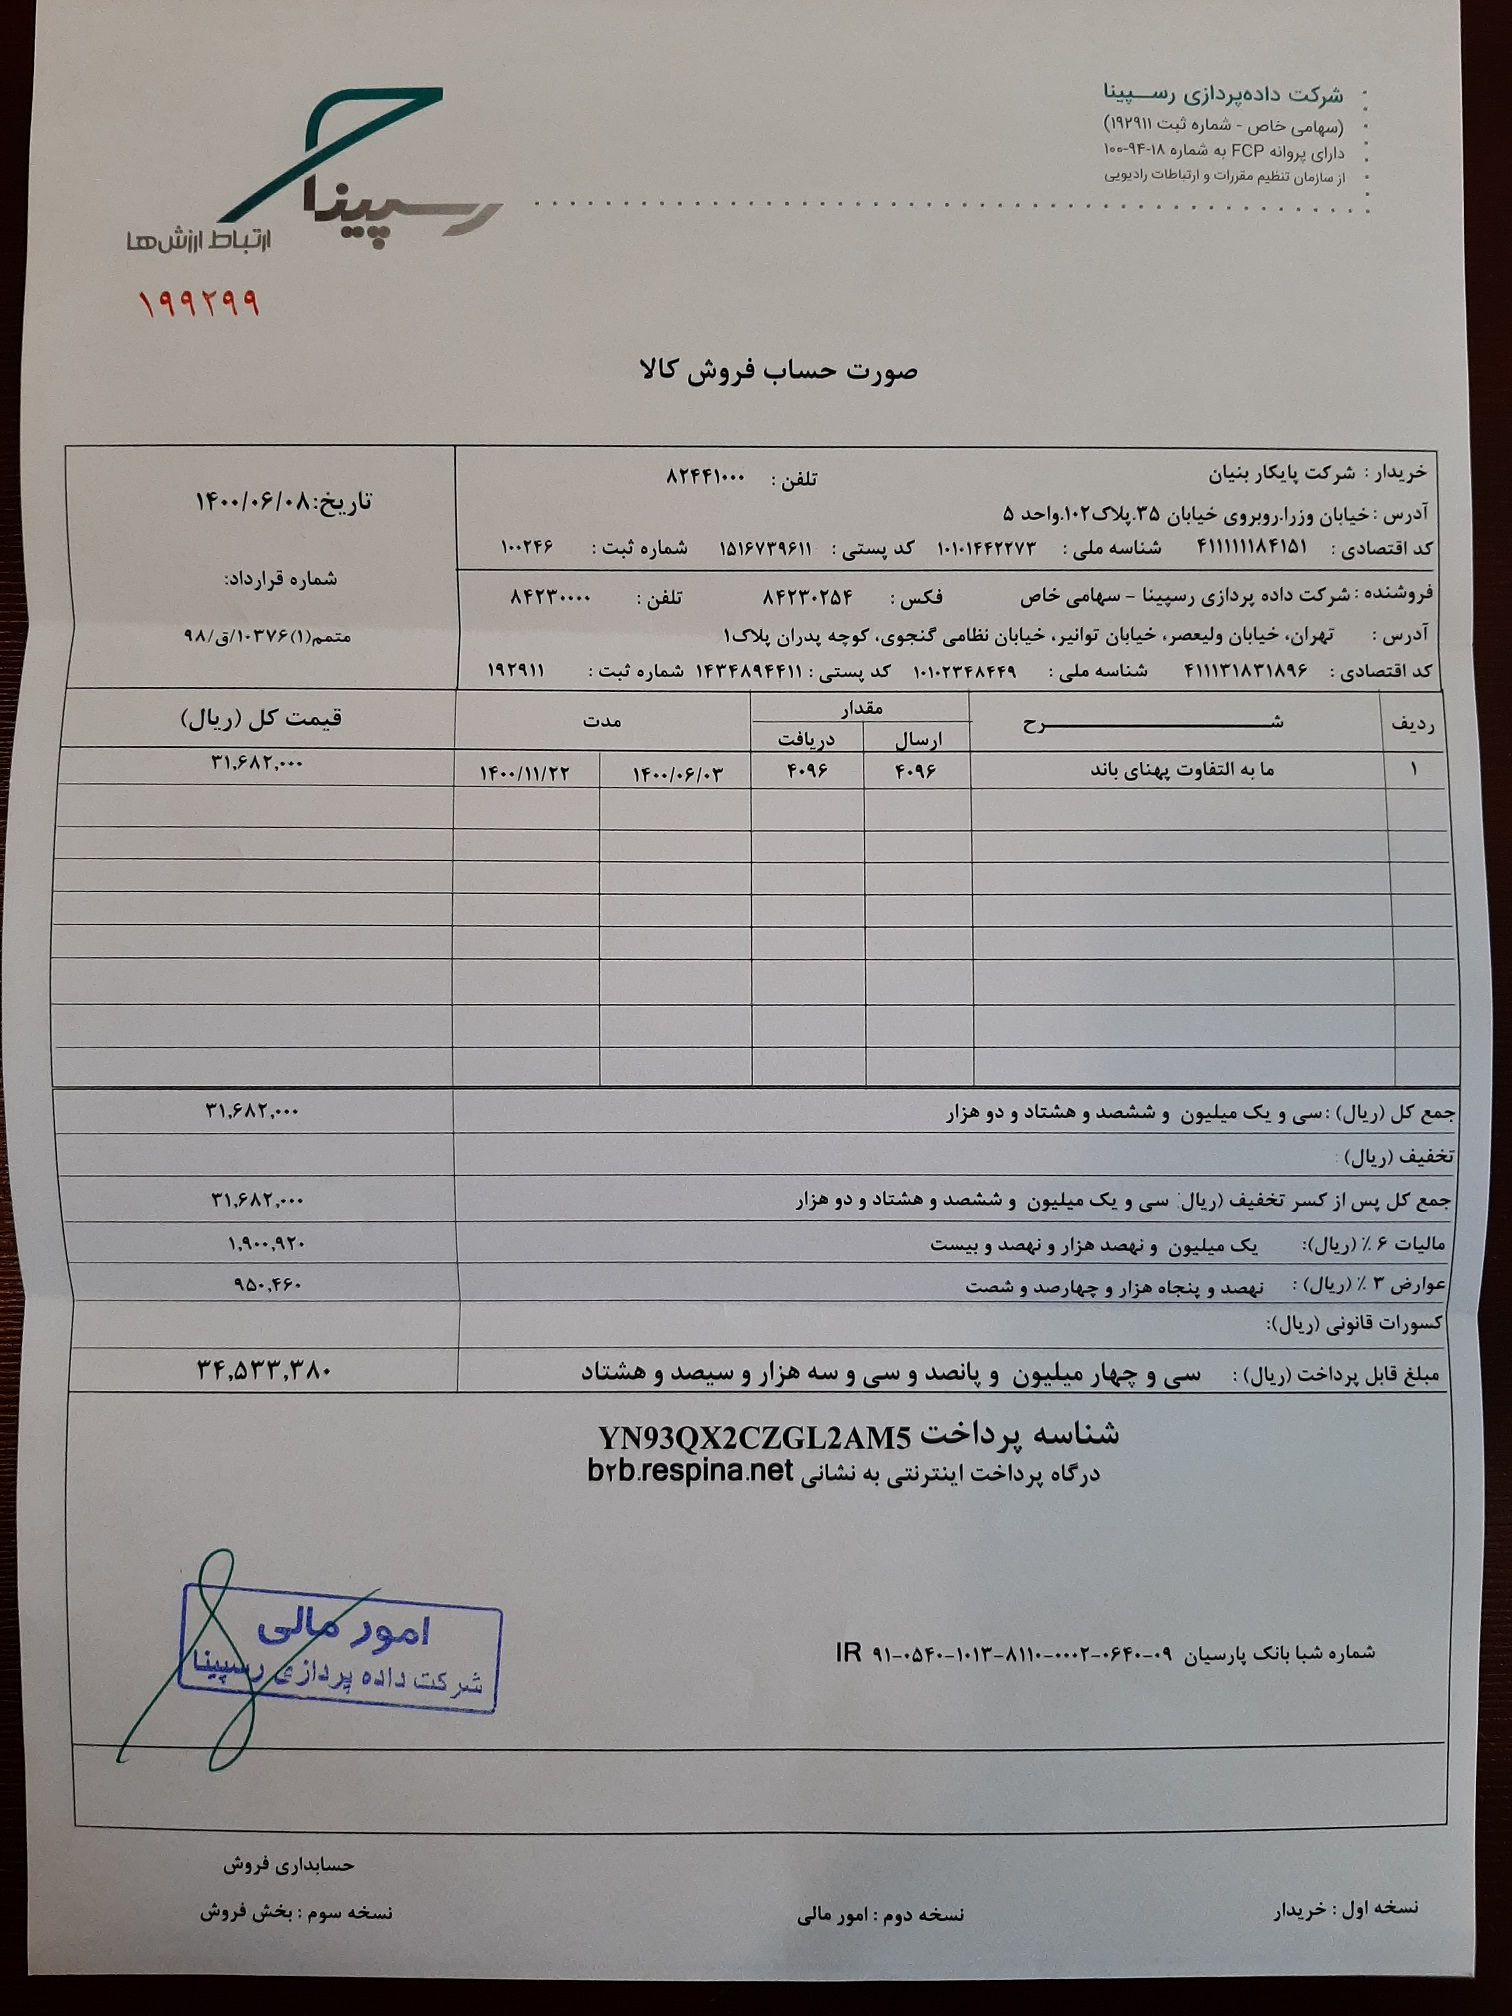 شرکت داده‌پردازی رســپینا
(سهامی خاص - شماره ثبت ۱۹۲۹۱۱)
دارای پروانه FCP به شماره ۱۸-۹۴-۱۰۰
از سازمان تنظیم مقررات و ارتباطات رادیویی
رسپینا
ارتباط ارزش‌ها
۱۹۹۲۹۹
صورت حساب فروش کالا
خریدار : شرکت پایکار بنیان تلفن : ۸۲۴۴۱۰۰۰
آدرس : خیابان وزرا.روبروی خیابان ۳۵.پلاک۱۰۲.واحد ۵
کد اقتصادی : ۴۱۱۱۱۱۱۸۴۱۵۱ شناسه ملی : ۱۰۱۰۱۴۴۲۲۷۳ کد پستی : ۱۵۱۶۷۳۹۶۱۱ شماره ثبت : ۱۰۰۲۴۶
تاریخ:۱۴۰۰/۰۶/۰۸
شماره قرارداد:
متمم(۱)۱۰۳۷۶/ق/۹۸
فروشنده : شرکت داده پردازی رسپینا – سهامی خاص فکس : ۸۴۲۳۰۲۵۴ تلفن : ۸۴۲۳۰۰۰۰
آدرس : تهران، خیابان ولیعصر، خیابان توانیر، خیابان نظامی گنجوی، کوچه پدران پلاک۱
کد اقتصادی : ۴۱۱۱۳۱۸۳۱۸۹۶ شناسه ملی : ۱۰۱۰۲۳۴۸۴۴۹ کد پستی : ۱۴۳۴۸۹۴۴۱۱ شماره ثبت : ۱۹۲۹۱۱
ردیف شــــــــرح مقدار مدت قیمت کل (ریال)
ارسال دریافت
۱ ما به التفاوت پهنای باند ۴۰۹۶ ۴۰۹۶ ۱۴۰۰/۰۶/۰۳ ۱۴۰۰/۱۱/۲۲ ۳۱,۶۸۲,۰۰۰
جمع کل (ریال) :سی و یک میلیون و ششصد و هشتاد و دو هزار ۳۱,۶۸۲,۰۰۰
تخفیف (ریال) :
جمع کل پس از کسر تخفیف (ریال: سی و یک میلیون و ششصد و هشتاد و دو هزار ۳۱,۶۸۲,۰۰۰
مالیات ۶ ٪ (ریال): یک میلیون و نهصد هزار و نهصد و بیست ۱,۹۰۰,۹۲۰
عوارض ۳ ٪ (ریال) : نهصد و پنجاه هزار و چهارصد و شصت ۹۵۰,۴۶۰
کسورات قانونی (ریال):
مبلغ قابل پرداخت (ریال) : سی و چهار میلیون و پانصد و سی و سه هزار و سیصد و هشتاد ۳۴,۵۳۳,۳۸۰
شناسه پرداخت YN93QX2CZGL2AM5
درگاه پرداخت اینترنتی به نشانی b۲b.respina.net
امور مالی
شرکت داده پردازی رسپینا
شماره شبا بانک پارسیان IR ۹۱-۰۵۴۰-۱۰۱۳-۸۱۱۰-۰۰۰۲-۰۶۴۰-۰۹
حسابداری فروش
نسخه اول : خریدار نسخه دوم : امور مالی نسخه سوم : بخش فروش